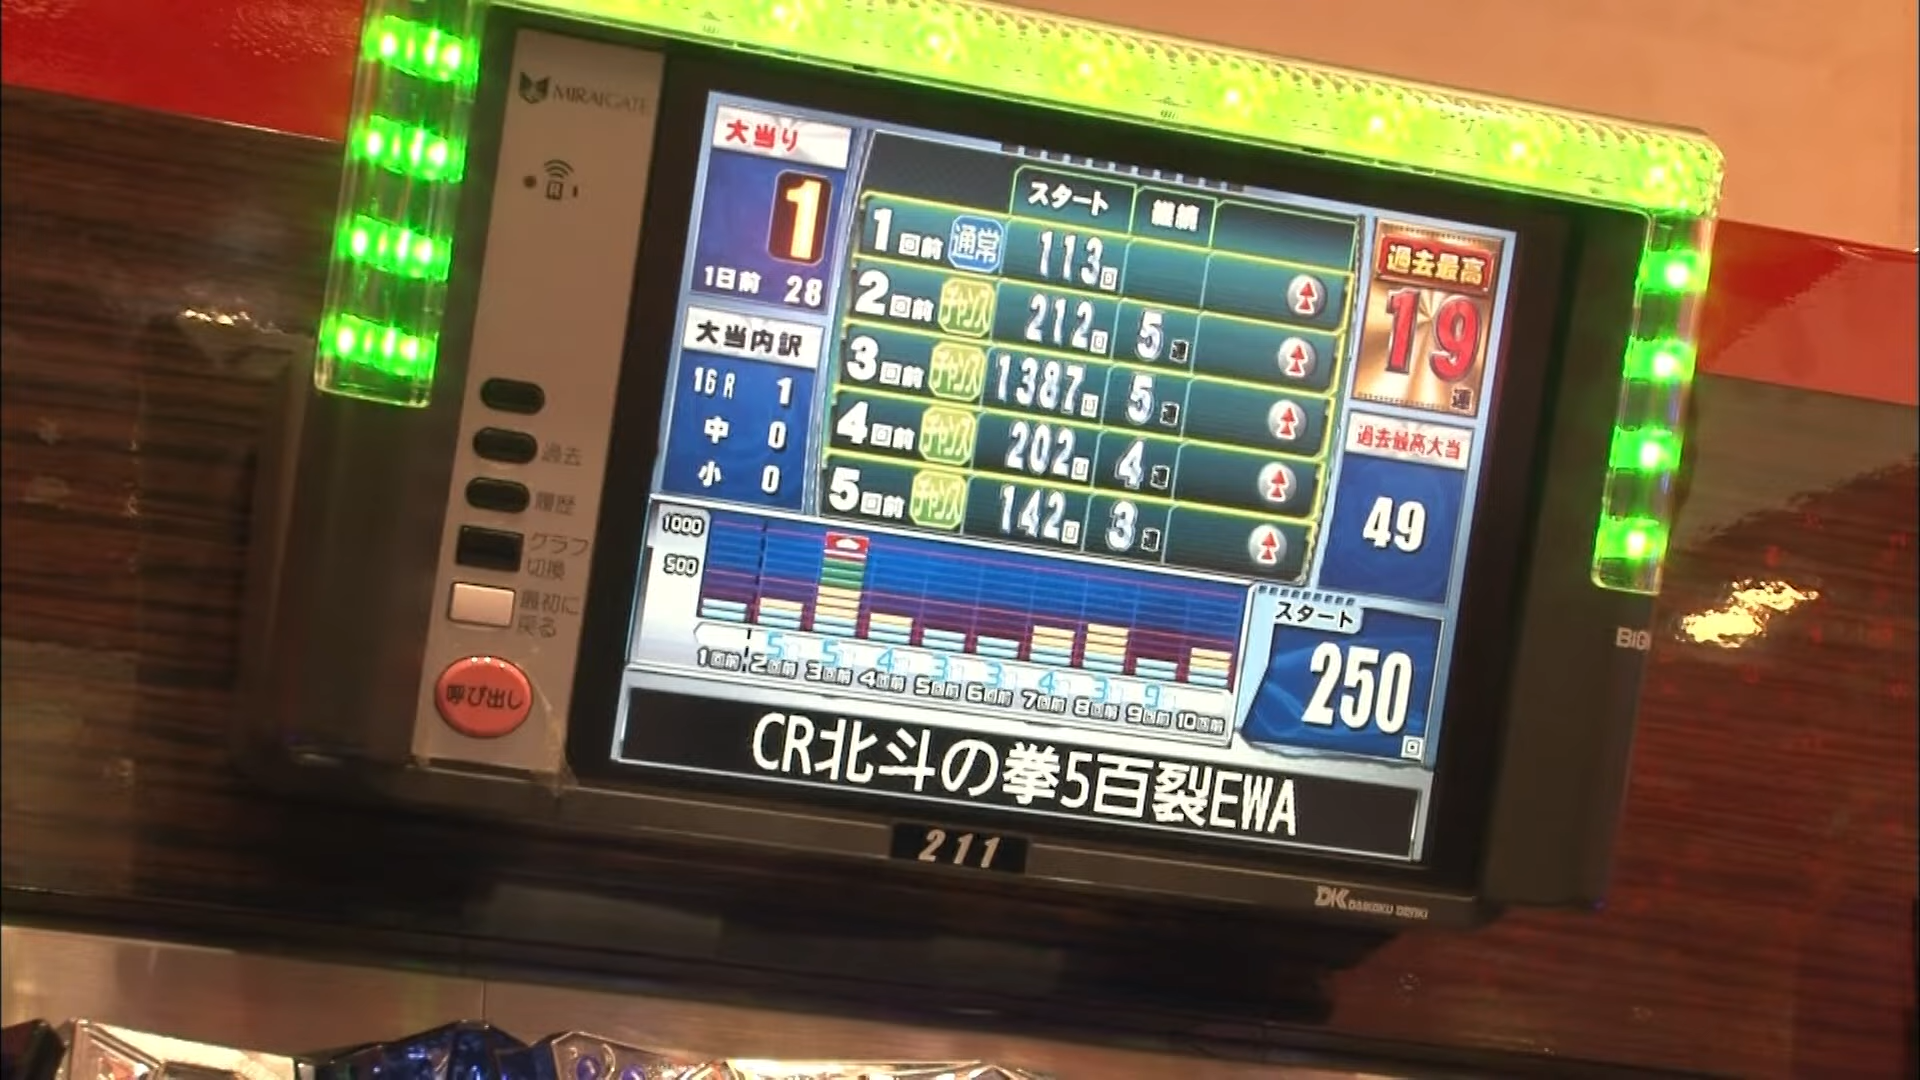 MIRAIGATE
大当り
1
1日前 28
大当内訳
16R 1
中 0
小 0
スタート 継続
1回前 通常 113回
2回前 チャンス 212回 5連
3回前 チャンス 1387回 5連
4回前 チャンス 202回 4連
5回前 チャンス 142回 3連
過去最高
19
連
過去最高大当
49
1000
500
5 5 4 3 3 4 3 9
1回前 2回前 3回前 4回前 5回前 6回前 7回前 8回前 9回前 10回前
スタート
250
回
CR北斗の拳5百裂EWA
過去
履歴
グラフ
切換
最初に
戻る
呼び出し
211
DK DAIKOKU DENKI
BiG